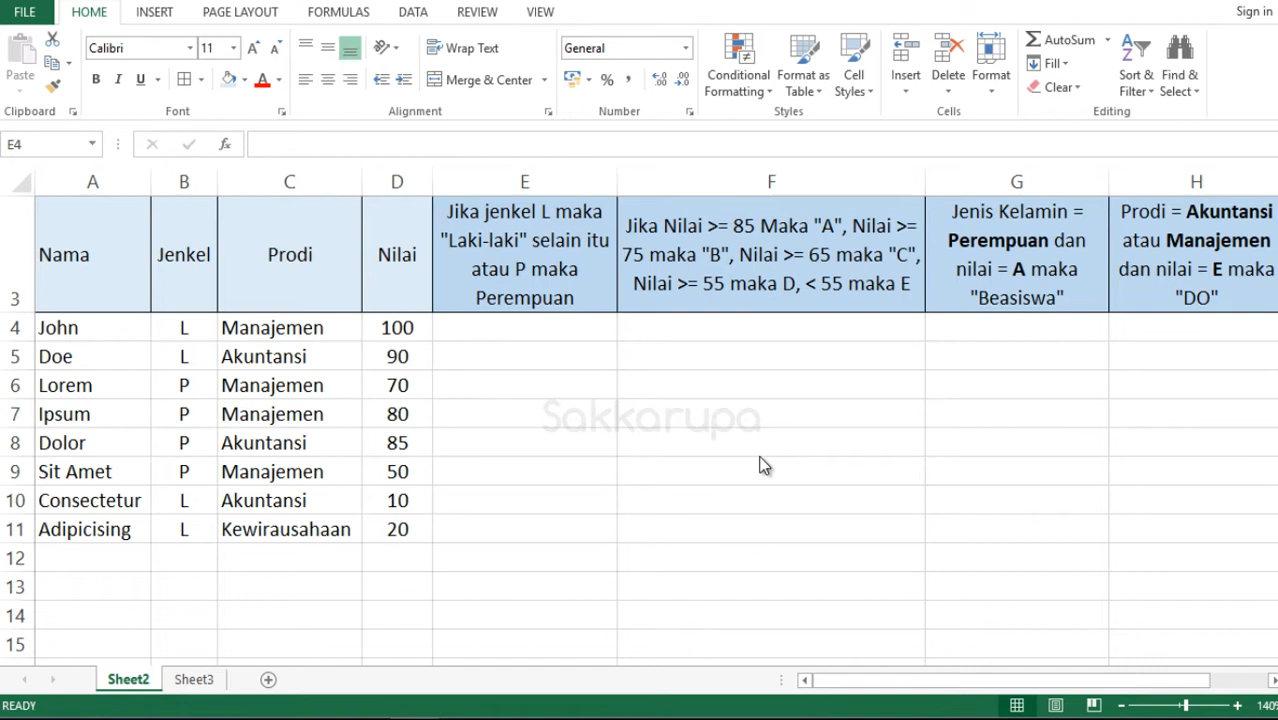 FILE HOME INSERT PAGE LAYOUT FORMULAS DATA REVIEW VIEW Sign in
Paste Calibri 11 B I U A A A Wrap Text Merge & Center General % , Conditional Formatting Format as Table Cell Styles Insert Delete Format AutoSum Fill Clear Sort & Filter Find & Select
Clipboard Font Alignment Number Styles Cells Editing
E4 fx
A B C D E F G H
3 Nama Jenkel Prodi Nilai
Jika jenkel L maka
"Laki-laki" selain itu
atau P maka
Perempuan
Jika Nilai >= 85 Maka "A", Nilai >=
75 maka "B", Nilai >= 65 maka "C",
Nilai >= 55 maka D, < 55 maka E
Jenis Kelamin =
Perempuan dan
nilai = A maka
"Beasiswa"
Prodi = Akuntansi
atau Manajemen
dan nilai = E maka
"DO"
4 John L Manajemen 100
5 Doe L Akuntansi 90
6 Lorem P Manajemen 70
7 Ipsum P Manajemen 80
8 Dolor P Akuntansi 85
9 Sit Amet P Manajemen 50
10 Consectetur L Akuntansi 10
11 Adipicising L Kewirausahaan 20
12
13
14
15
Sakkarupa
Sheet2 Sheet3
READY 140%